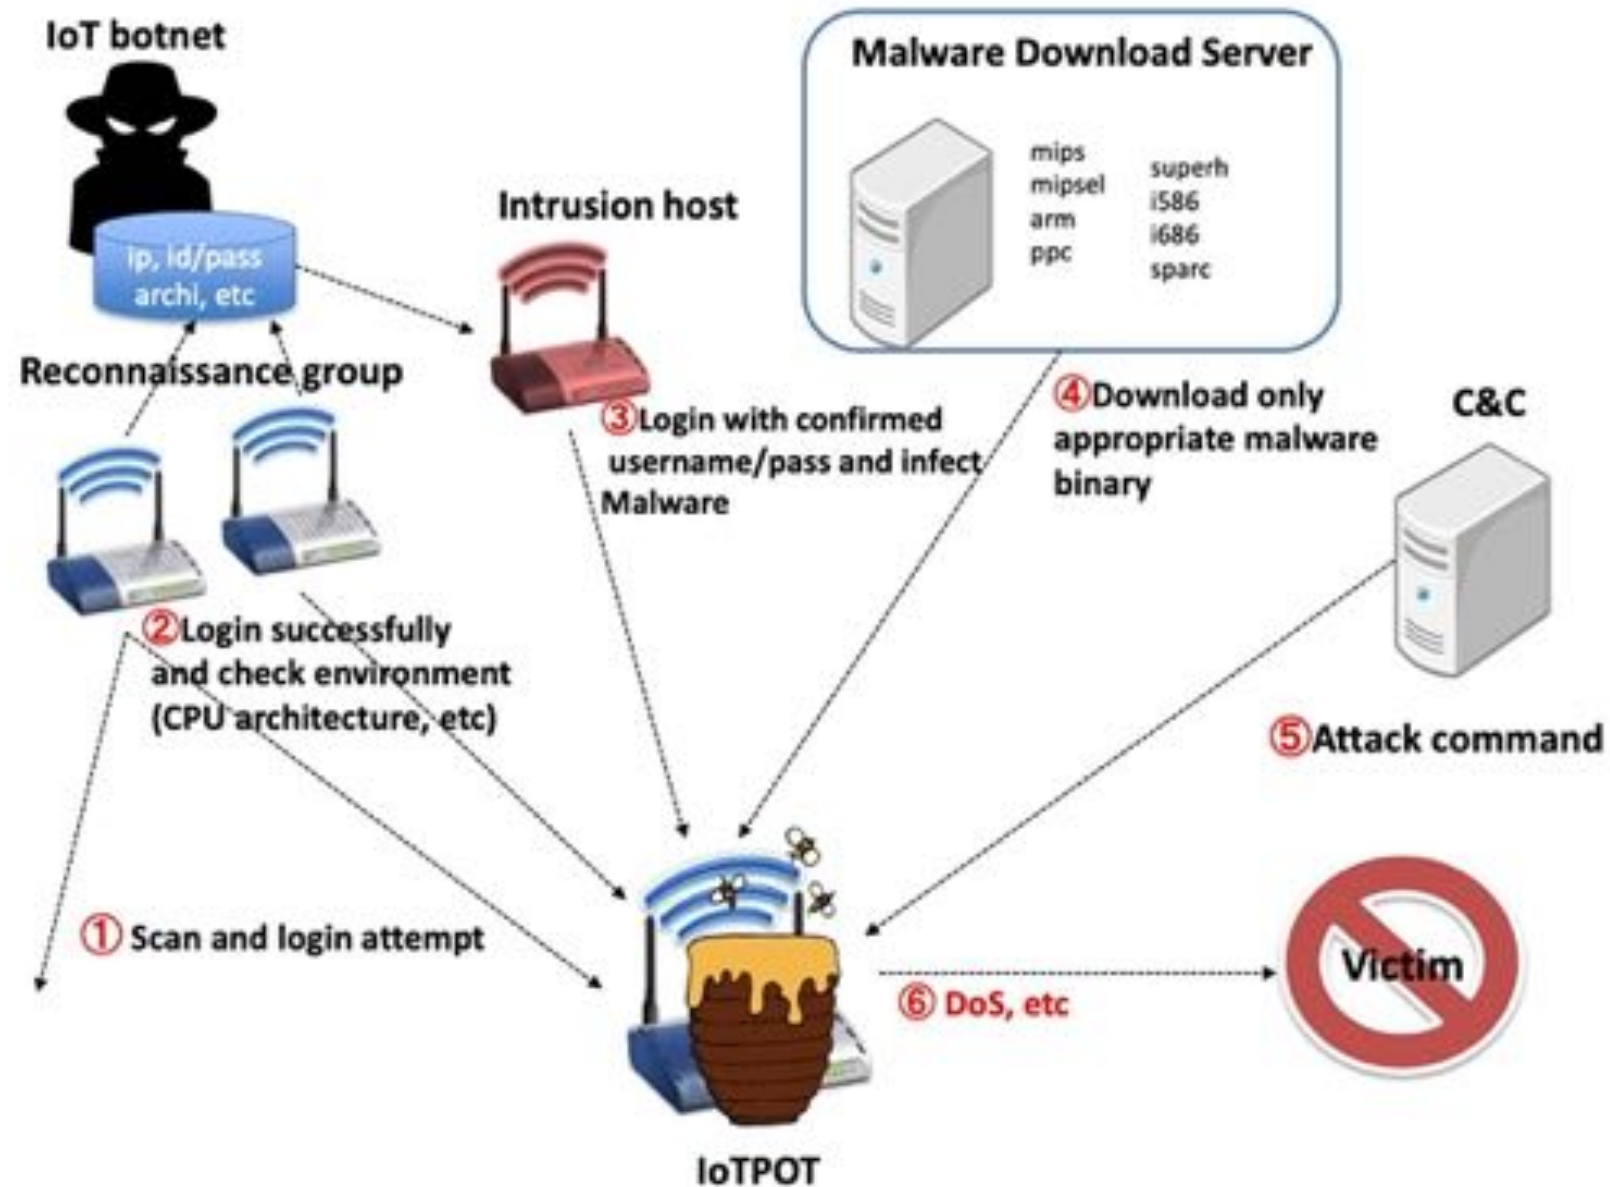 IoT botnet
ip, id/pass
archi, etc
Reconnaissance group
Intrusion host
Malware Download Server
mips
mipsel
arm
ppc
superh
i586
i686
sparc
③Login with confirmed
username/pass and infect
Malware
④Download only
appropriate malware
binary
C&C
②Login successfully
and check environment
(CPU architecture, etc)
⑤Attack command
① Scan and login attempt
⑥ DoS, etc
Victim
IoTPOT